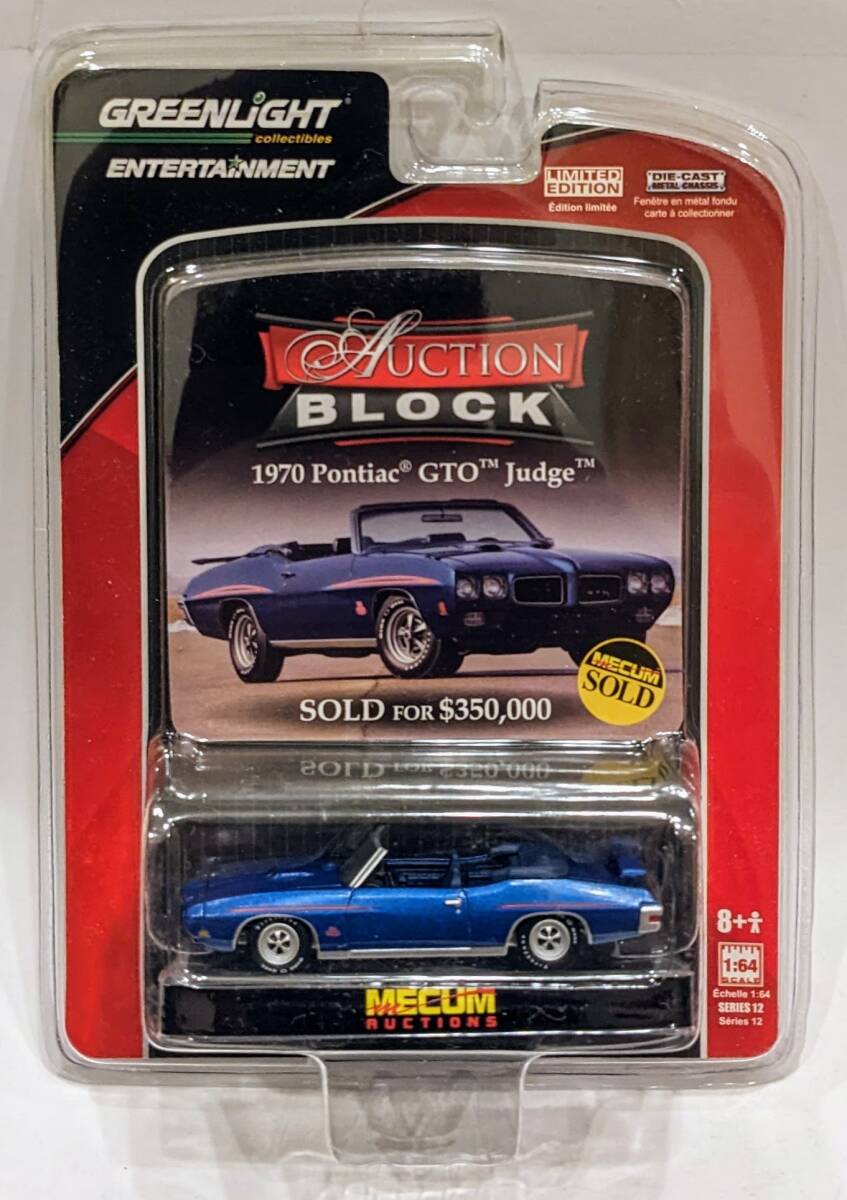 GREENLiGHT®
collectibles
ENTERTAiNMENT
LIMITED
EDITION
Édition limitée
DIE-CAST
METAL CHASSIS
Fenêtre en métal fondu
carte à collectionner
AUCTION
BLOCK™
1970 Pontiac® GTO™ Judge™
MECUM
SOLD
SOLD FOR $350,000
8+
1:64
SCALE
Échelle 1:64
SERIES 12
Séries 12
MECUM
AUCTIONS